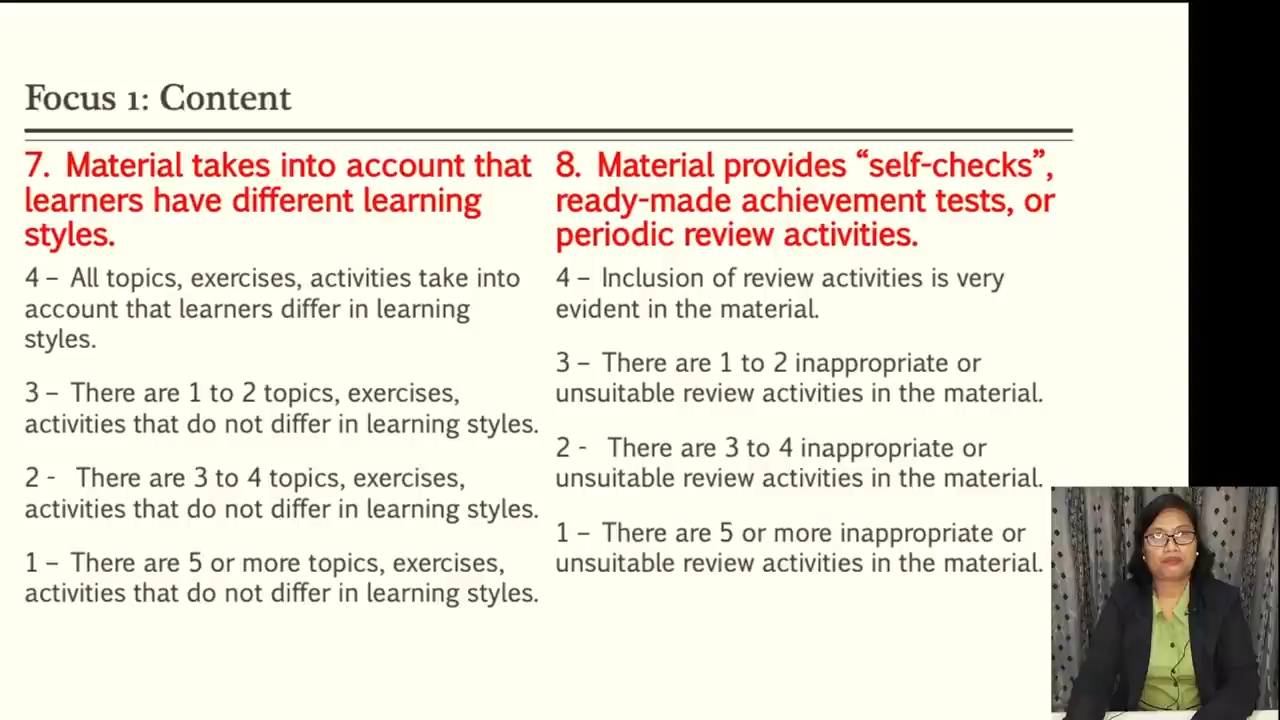 Focus 1: Content
7. Material takes into account that
learners have different learning
styles.
4 – All topics, exercises, activities take into
account that learners differ in learning
styles.
3 – There are 1 to 2 topics, exercises,
activities that do not differ in learning styles.
2 - There are 3 to 4 topics, exercises,
activities that do not differ in learning styles.
1 – There are 5 or more topics, exercises,
activities that do not differ in learning styles.
8. Material provides “self-checks”,
ready-made achievement tests, or
periodic review activities.
4 – Inclusion of review activities is very
evident in the material.
3 – There are 1 to 2 inappropriate or
unsuitable review activities in the material.
2 - There are 3 to 4 inappropriate or
unsuitable review activities in the material.
1 – There are 5 or more inappropriate or
unsuitable review activities in the material.